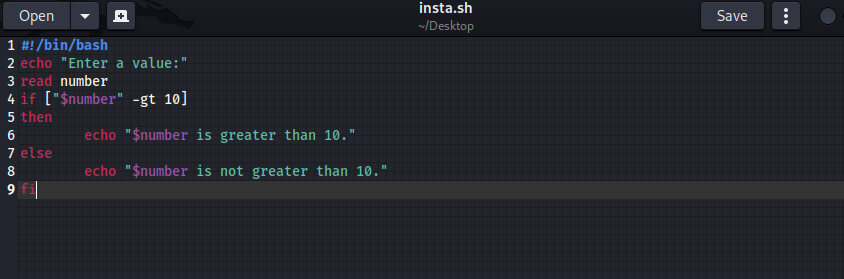 Open
insta.sh
~/Desktop
Save
1 #!/bin/bash
2 echo "Enter a value:"
3 read number
4 if ["$number" -gt 10]
5 then
6         echo "$number is greater than 10."
7 else
8         echo "$number is not greater than 10."
9 fi